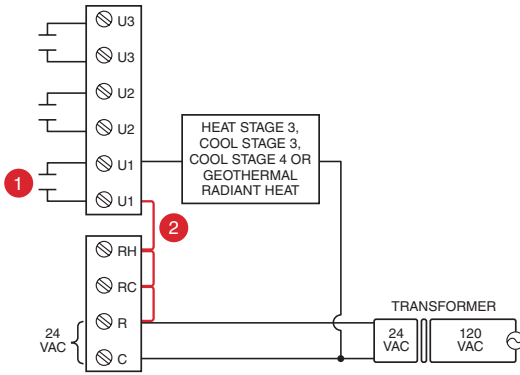 U3
U3
U2
U2
U1
1
U1
HEAT STAGE 3,
COOL STAGE 3,
COOL STAGE 4 OR
GEOTHERMAL
RADIANT HEAT
2
RH
RC
R
C
24
VAC
TRANSFORMER
24
VAC
120
VAC